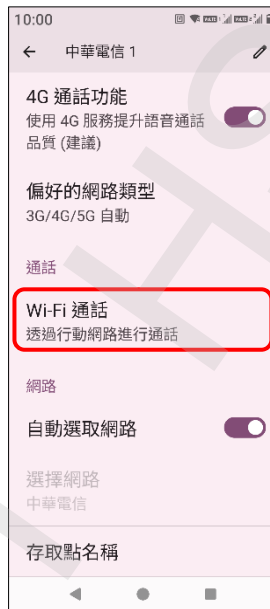 10:00
中華電信 1
4G 通話功能
使用 4G 服務提升語音通話
品質 (建議)
偏好的網路類型
3G/4G/5G 自動
通話
Wi-Fi 通話
透過行動網路進行通話
網路
自動選取網路
選擇網路
中華電信
存取點名稱